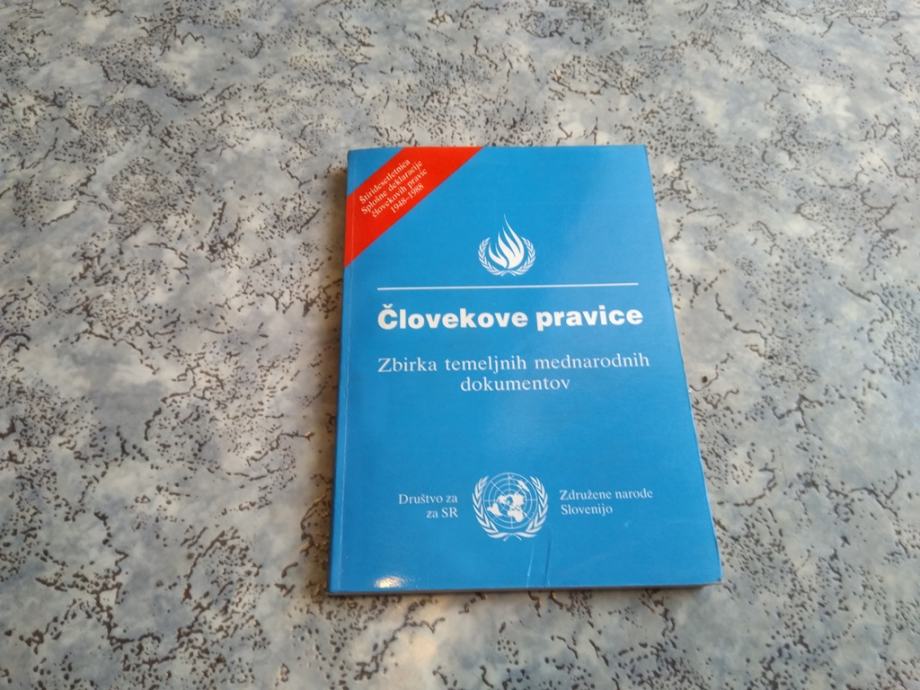 Štiridesetletnica
Splošne deklaracije
človekovih pravic
1948–1988
Človekove pravice
Zbirka temeljnih mednarodnih
dokumentov
Društvo za
za SR
Združene narode
Slovenijo